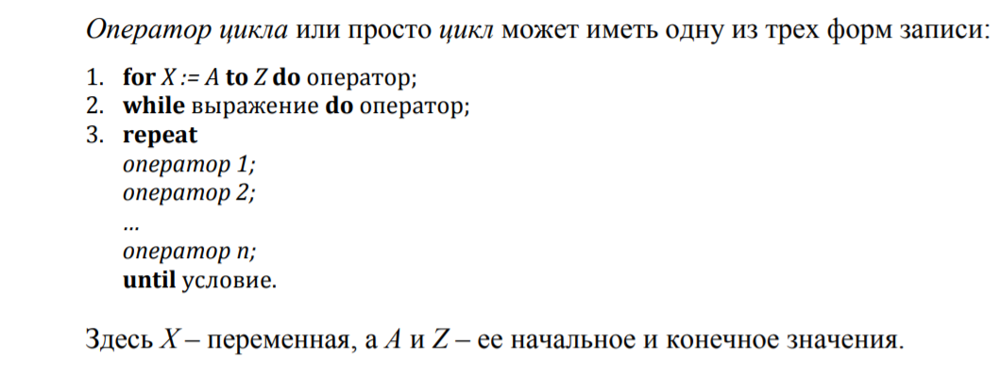 Оператор цикла или просто цикл может иметь одну из трех форм записи:
1. for X := A to Z do оператор;
2. while выражение do оператор;
3. repeat
оператор 1;
оператор 2;
...
оператор n;
until условие.
Здесь X – переменная, а A и Z – ее начальное и конечное значения.